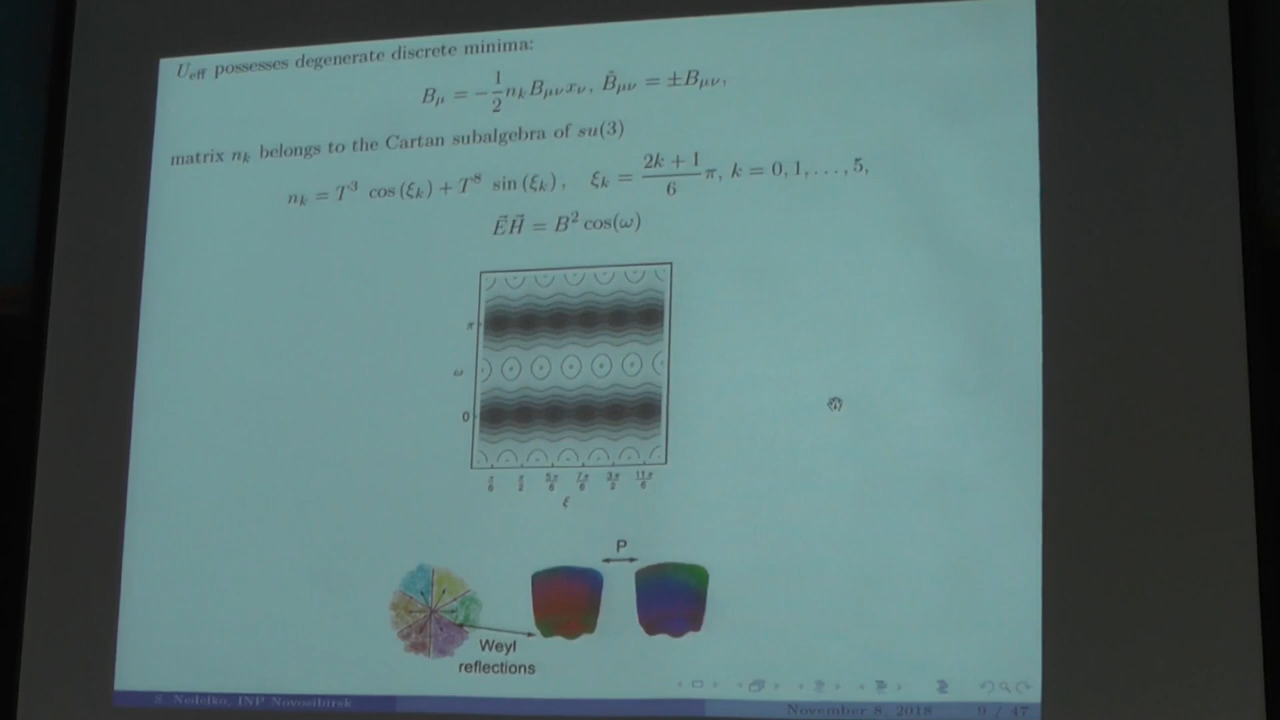 U_eff possesses degenerate discrete minima:
B_μ = −1/2 n_k B_μν x_ν, B̃_μν = ±B_μν,
matrix n_k belongs to the Cartan subalgebra of su(3)
n_k = T^3 cos(ξ_k) + T^8 sin(ξ_k), ξ_k = (2k + 1)/6 π, k = 0, 1, . . . , 5,
E⃗H⃗ = B^2 cos(ω)
π
ω
0
π/6 π/2 5π/6 7π/6 3π/2 11π/6
ξ
P
Weyl
reflections
S. Nedelko, INP Novosibirsk
November 8, 2018 9 / 47